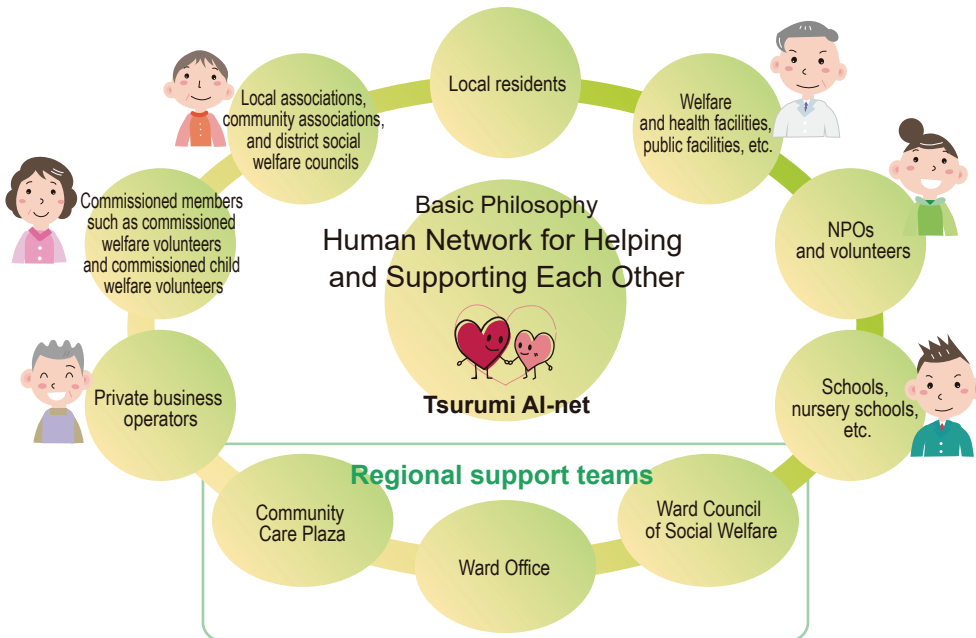 Local residents
Local associations,
community associations,
and district social
welfare councils
Welfare
and health facilities,
public facilities, etc.
Commissioned members
such as commissioned
welfare volunteers
and commissioned child
welfare volunteers
Basic Philosophy
Human Network for Helping
and Supporting Each Other
Tsurumi AI-net
NPOs
and volunteers
Private business
operators
Schools,
nursery schools,
etc.
Regional support teams
Community
Care Plaza
Ward Office
Ward Council
of Social Welfare